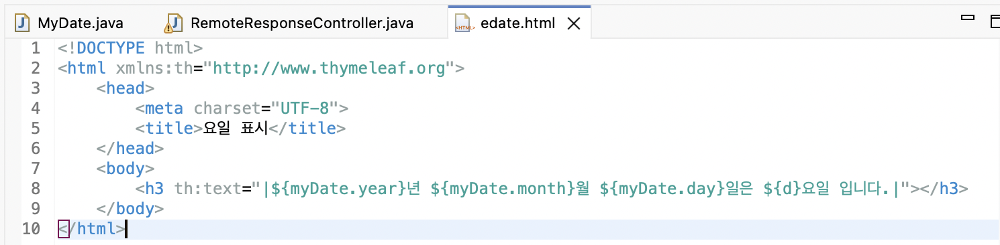 MyDate.java RemoteResponseController.java edate.html
1 <!DOCTYPE html>
2 <html xmlns:th="http://www.thymeleaf.org">
3 <head>
4 <meta charset="UTF-8">
5 <title>요일 표시</title>
6 </head>
7 <body>
8 <h3 th:text="|${myDate.year}년 ${myDate.month}월 ${myDate.day}일은 ${d}요일 입니다.|"></h3>
9 </body>
10 </html>